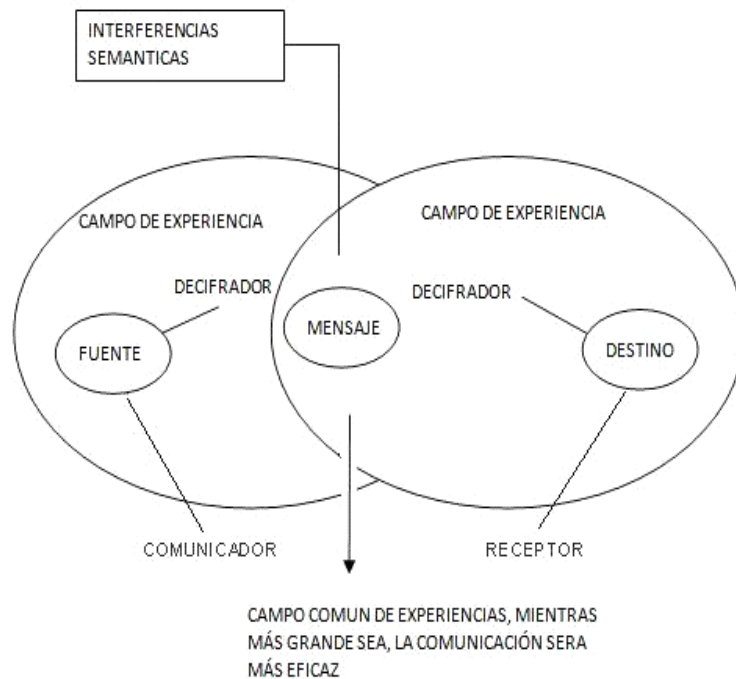 INTERFERENCIAS
SEMANTICAS
CAMPO DE EXPERIENCIA
CAMPO DE EXPERIENCIA
DECIFRADOR
DECIFRADOR
FUENTE
MENSAJE
DESTINO
COMUNICADOR
RECEPTOR
CAMPO COMUN DE EXPERIENCIAS, MIENTRAS
MÁS GRANDE SEA, LA COMUNICACIÓN SERA
MÁS EFICAZ